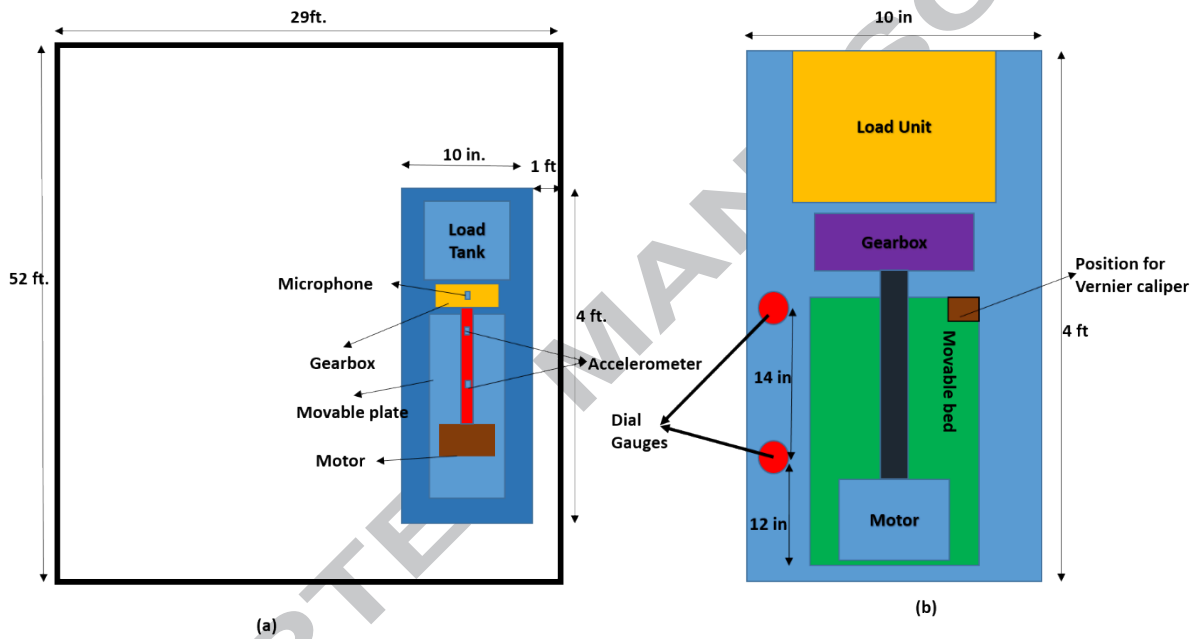 29ft.
10 in
10 in.
1 ft
Load
Tank
Microphone
52 ft.
4 ft.
Gearbox
Accelerometer
Movable plate
Motor
(a)
Load Unit
Gearbox
Position for
Vernier caliper
4 ft
14 in
Movable bed
Dial
Gauges
12 in
Motor
(b)